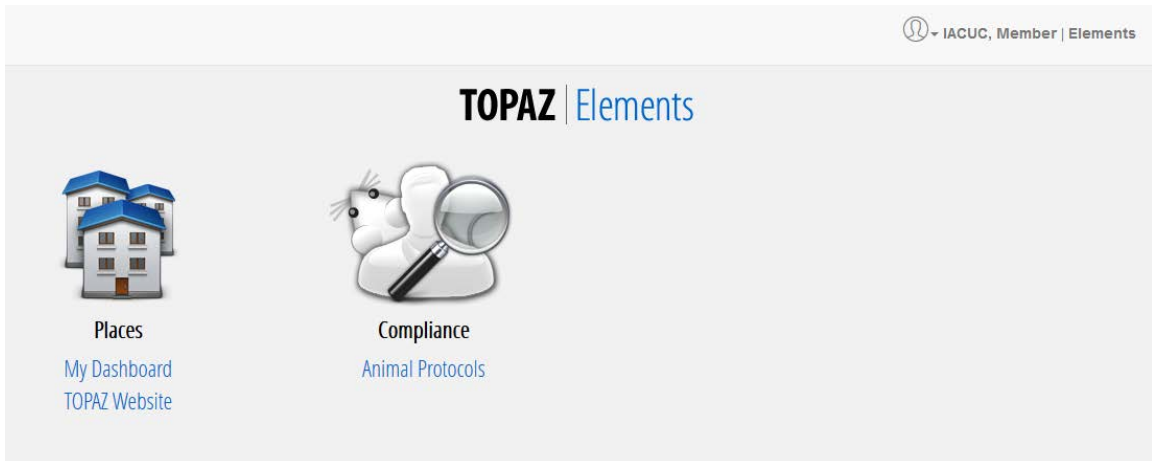 IACUC, Member | Elements
TOPAZ | Elements
Places
My Dashboard
TOPAZ Website
Compliance
Animal Protocols